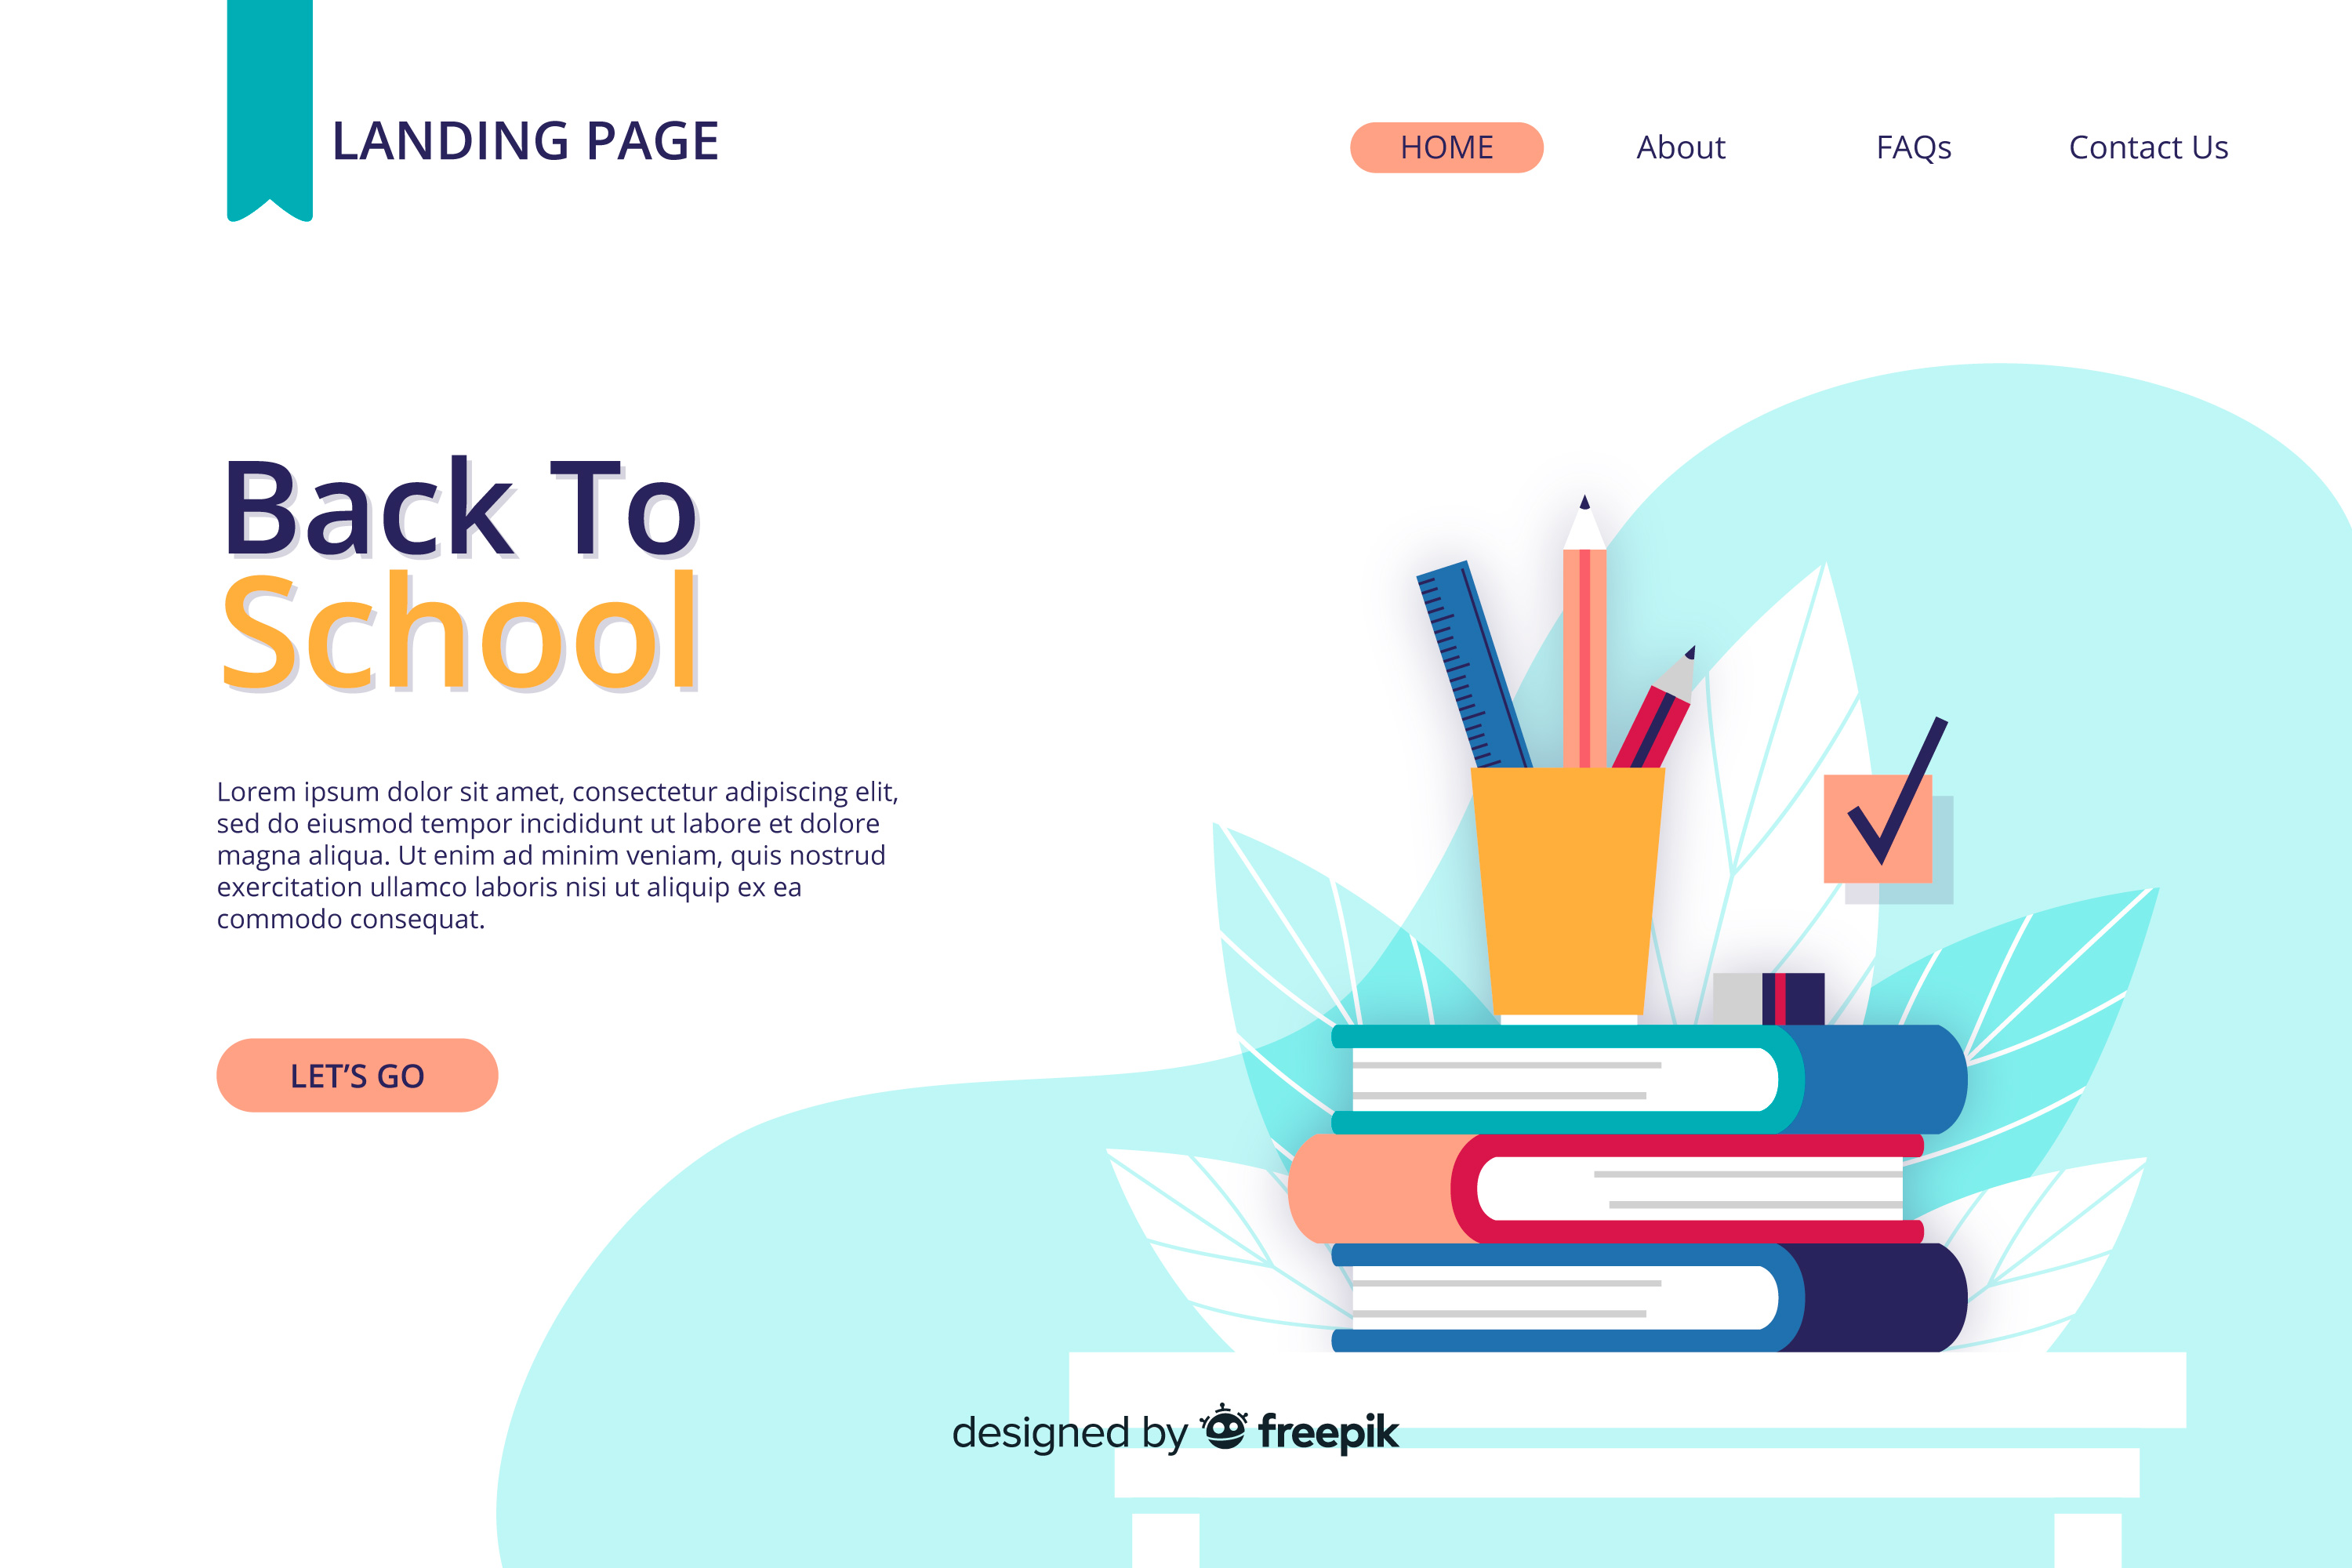 LANDING PAGE
HOME
About
FAQs
Contact Us
Back To
School
Lorem ipsum dolor sit amet, consectetur adipiscing elit,
sed do eiusmod tempor incididunt ut labore et dolore
magna aliqua. Ut enim ad minim veniam, quis nostrud
exercitation ullamco laboris nisi ut aliquip ex ea
commodo consequat.
LET’S GO
designed by freepik